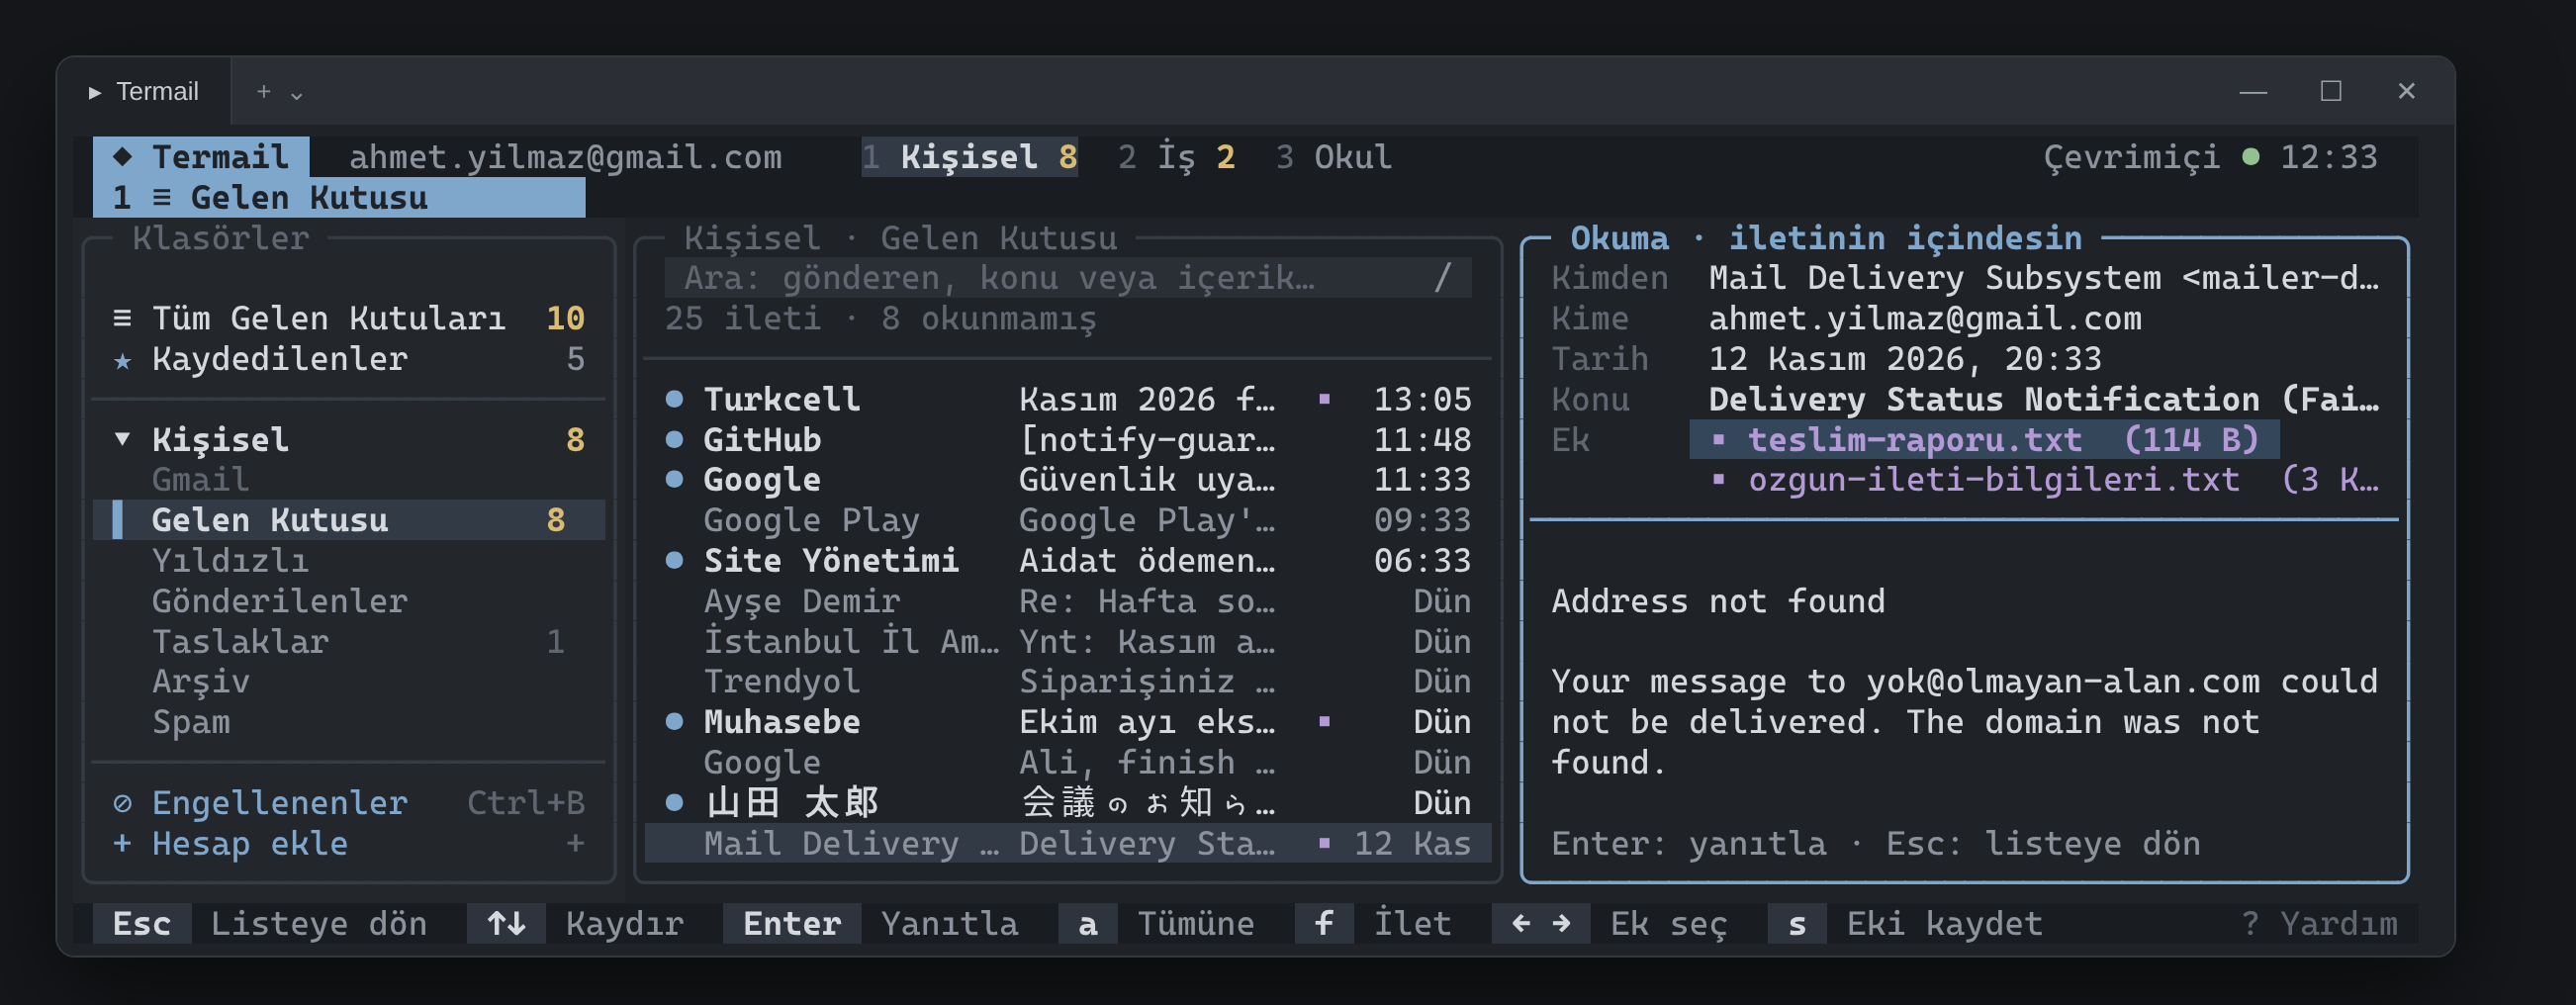 ▸ Termail + ⌄ — ☐ ✕
◆ Termail ahmet.yilmaz@gmail.com 1 Kişisel 8 2 İş 2 3 Okul Çevrimiçi ● 12:33
1 ≡ Gelen Kutusu
Klasörler
≡ Tüm Gelen Kutuları 10
★ Kaydedilenler 5
▼ Kişisel 8
Gmail
Gelen Kutusu 8
Yıldızlı
Gönderilenler
Taslaklar 1
Arşiv
Spam
⊘ Engellenenler Ctrl+B
+ Hesap ekle +
Kişisel · Gelen Kutusu
Ara: gönderen, konu veya içerik… /
25 ileti · 8 okunmamış
● Turkcell Kasım 2026 f… ▪ 13:05
● GitHub [notify-guar… 11:48
● Google Güvenlik uya… 11:33
Google Play Google Play'… 09:33
● Site Yönetimi Aidat ödemen… 06:33
Ayşe Demir Re: Hafta so… Dün
İstanbul İl Am… Ynt: Kasım a… Dün
Trendyol Siparişiniz … Dün
● Muhasebe Ekim ayı eks… ▪ Dün
Google Ali, finish … Dün
● 山田 太郎 会議のお知ら… Dün
Mail Delivery … Delivery Sta… ▪ 12 Kas
Okuma · iletinin içindesin
Kimden Mail Delivery Subsystem <mailer-d…
Kime ahmet.yilmaz@gmail.com
Tarih 12 Kasım 2026, 20:33
Konu Delivery Status Notification (Fai…
Ek ▪ teslim-raporu.txt (114 B)
▪ ozgun-ileti-bilgileri.txt (3 K…
Address not found
Your message to yok@olmayan-alan.com could
not be delivered. The domain was not
found.
Enter: yanıtla · Esc: listeye dön
Esc Listeye dön ↑↓ Kaydır Enter Yanıtla a Tümüne f İlet ← → Ek seç s Eki kaydet ? Yardım